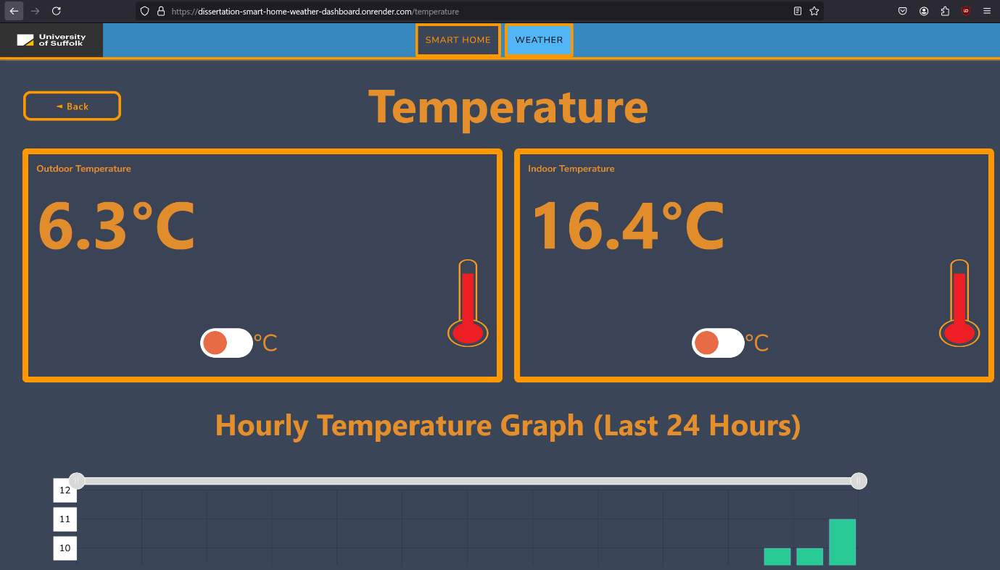 https://dissertation-smart-home-weather-dashboard.onrender.com/temperature
University
of Suffolk
SMART HOME
WEATHER
◄ Back
Temperature
Outdoor Temperature
6.3°C
°C
Indoor Temperature
16.4°C
°C
Hourly Temperature Graph (Last 24 Hours)
12
11
10